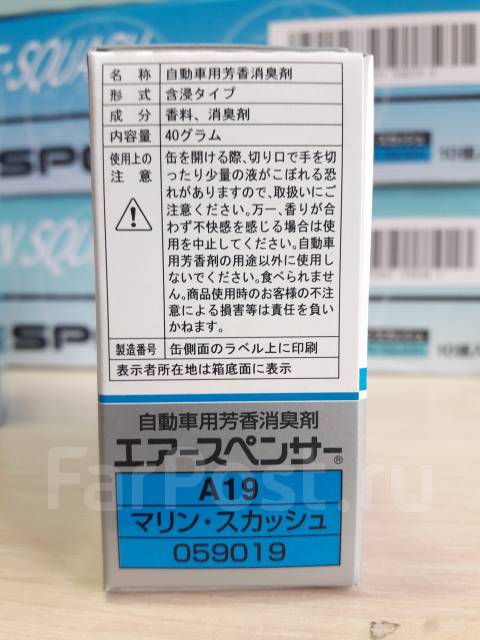 SQUASH
SPO
SQUASH
SPO
名称 自動車用芳香消臭剤
形式 含浸タイプ
成分 香料、消臭剤
内容量 40グラム
使用上の注意
缶を開ける際、切り口で手を切
ったり少量の液がこぼれる恐
れがありますので、取扱いにご
注意ください。万一、香りが合
わず不快感を感じる場合は使
用を中止してください。自動車
用芳香剤の用途以外に使用し
ないでください。食べられませ
ん。商品使用時のお客様の不注
意による損害等は責任を負い
かねます。
製造番号 缶側面のラベル上に印刷
表示者所在地は箱底面に表示
自動車用芳香消臭剤
エアースペンサー®
A19
マリン・スカッシュ
059019
FarPost.ru